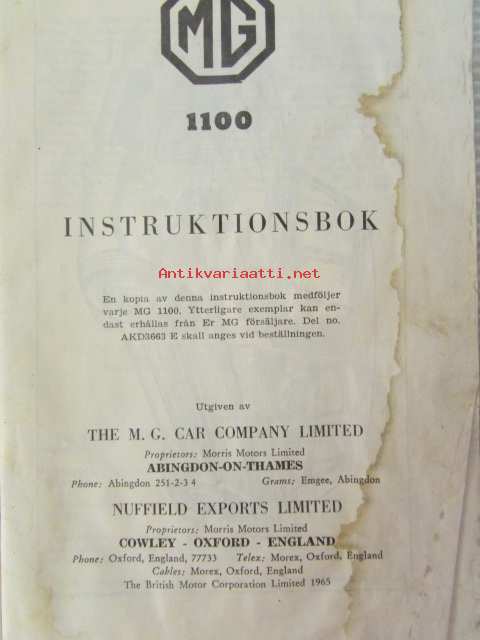 MG
1100
INSTRUKTIONSBOK
Antikvariaatti.net
En kopia av denna instruktionsbok medföljer
varje MG 1100. Ytterligare exemplar kan en-
dast erhållas från Er MG försäljare. Del no.
AKD3663 E skall anges vid beställningen.
Utgiven av
THE M. G. CAR COMPANY LIMITED
Proprietors: Morris Motors Limited
ABINGDON-ON-THAMES
Phone: Abingdon 251-2-3 4 Grams: Emgee, Abingdon
NUFFIELD EXPORTS LIMITED
Proprietors: Morris Motors Limited
COWLEY - OXFORD - ENGLAND
Phone: Oxford, England, 77733 Telex: Morex, Oxford, England
Cables: Morex, Oxford, England
The British Motor Corporation Limited 1965